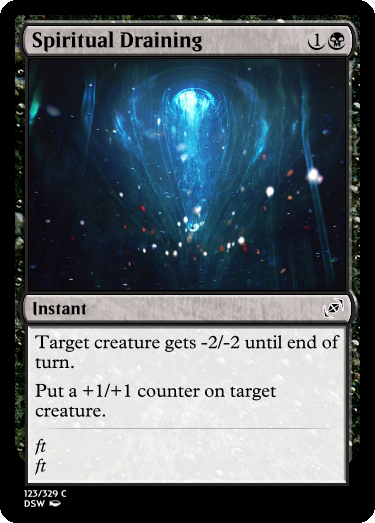 Spiritual Draining 1
Instant
Target creature gets -2/-2 until end of
turn.
Put a +1/+1 counter on target
creature.
ft
ft
123/329 C
DSW